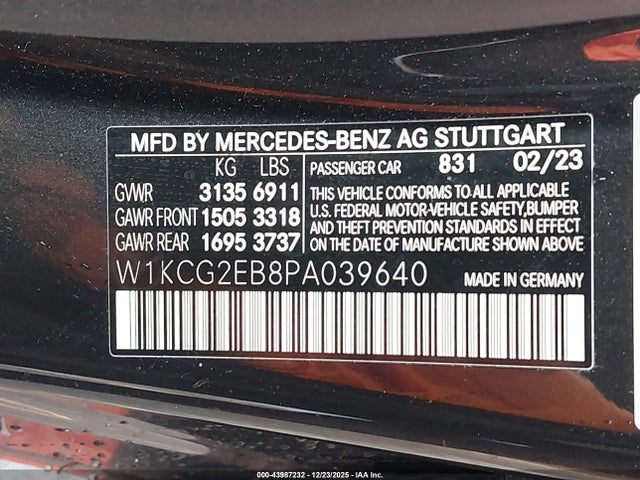 MFD BY MERCEDES-BENZ AG STUTTGART
KG LBS PASSENGER CAR 831 02/23
GVWR 3135 6911
GAWR FRONT 1505 3318
GAWR REAR 1695 3737
THIS VEHICLE CONFORMS TO ALL APPLICABLE
U.S. FEDERAL MOTOR-VEHICLE SAFETY,BUMPER
AND THEFT PREVENTION STANDARDS IN EFFECT
ON THE DATE OF MANUFACTURE SHOWN ABOVE.
W1KCG2EB8PA039640 MADE IN GERMANY
000-43987232 - 12/23/2025 - IAA Inc.